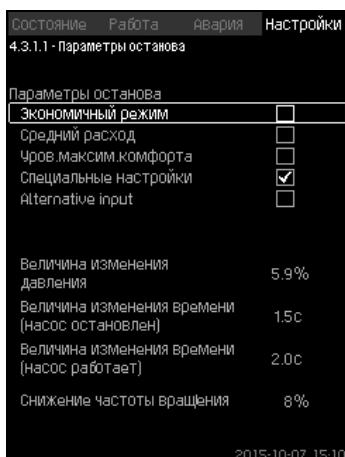 Состояние Работа Авария Настройки
4.3.1.1 - Параметры останова
Параметры останова
Экономичный режим
Средний расход
Уров.максим.комфорта
Специальные настройки
Alternative input
Величина изменения
давления 5.9%
Величина изменения времени
(насос остановлен) 1.5с
Величина изменения времени
(насос работает) 2.0с
Снижение частоты вращения 8%
2015-10-07 15:10